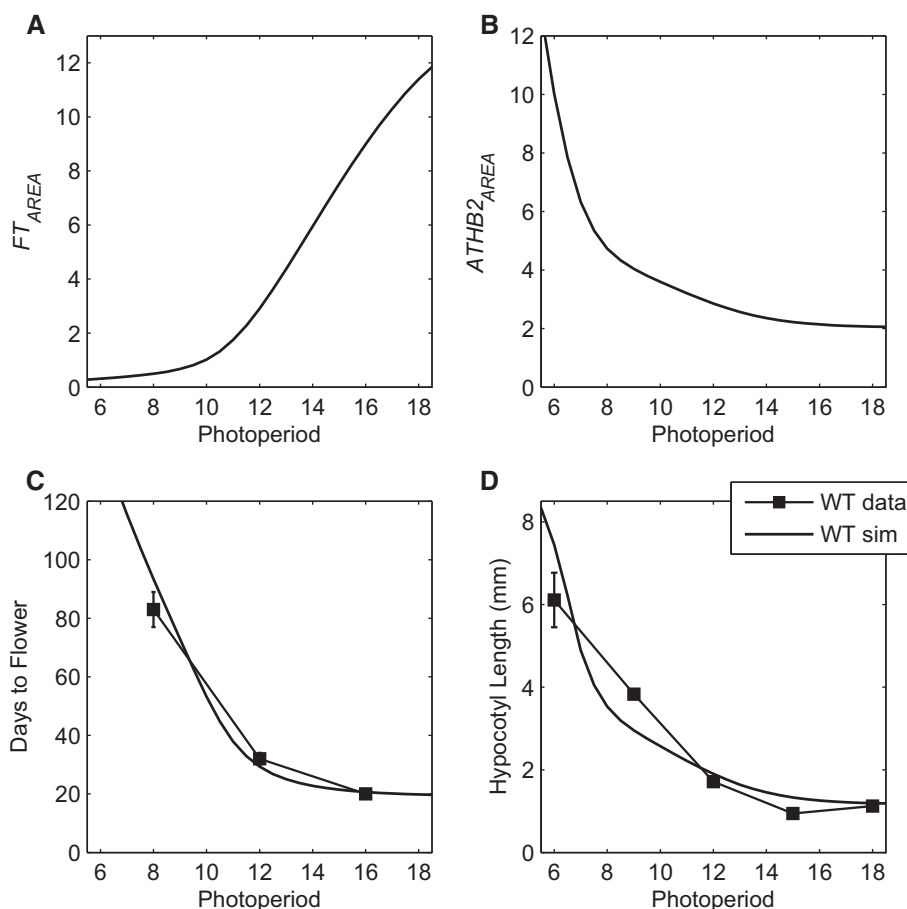 A
FT_AREA
12
10
8
6
4
2
0
6 8 10 12 14 16 18
Photoperiod
B
ATHB2_AREA
12
10
8
6
4
2
0
6 8 10 12 14 16 18
Photoperiod
C
Days to Flower
120
100
80
60
40
20
0
6 8 10 12 14 16 18
Photoperiod
D
WT data
WT sim
Hypocotyl Length (mm)
8
6
4
2
0
6 8 10 12 14 16 18
Photoperiod